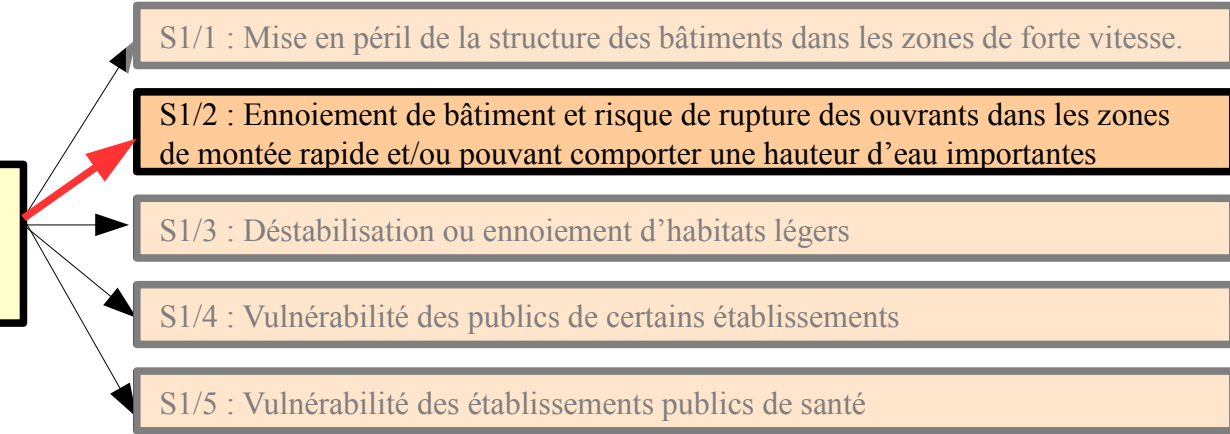 S1/1 : Mise en péril de la structure des bâtiments dans les zones de forte vitesse.
S1/2 : Ennoiement de bâtiment et risque de rupture des ouvrants dans les zones
de montée rapide et/ou pouvant comporter une hauteur d’eau importantes
S1/3 : Déstabilisation ou ennoiement d’habitats légers
S1/4 : Vulnérabilité des publics de certains établissements
S1/5 : Vulnérabilité des établissements publics de santé